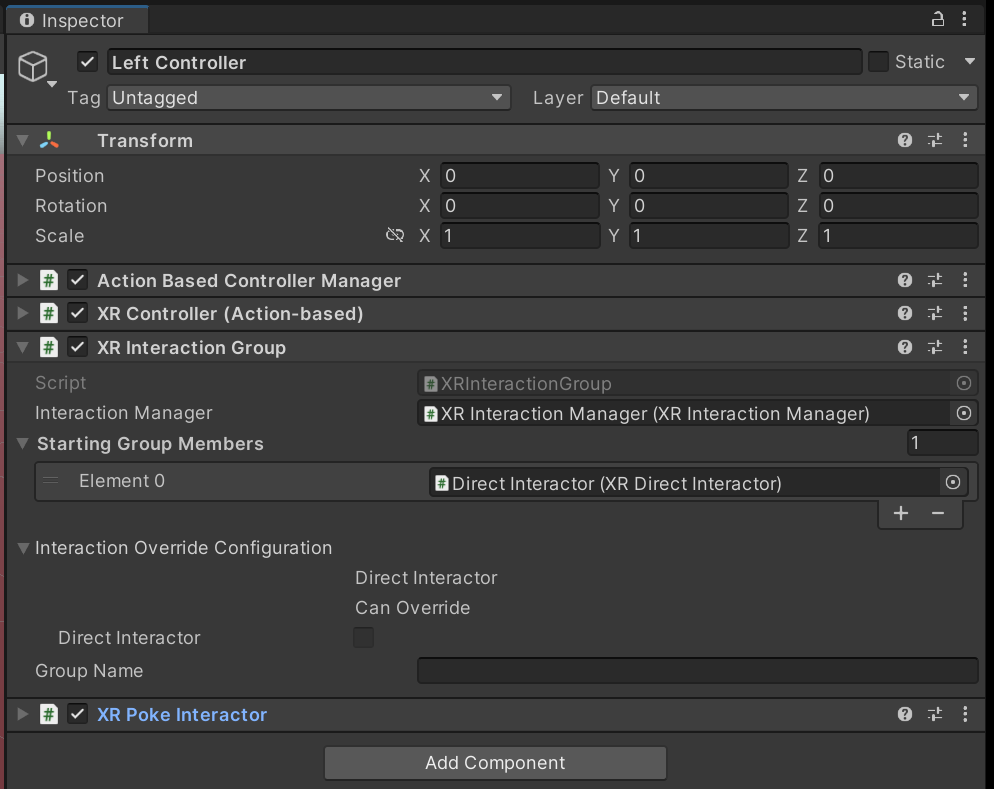 Inspector
Left Controller
Static
Tag Untagged Layer Default
Transform
Position X 0 Y 0 Z 0
Rotation X 0 Y 0 Z 0
Scale X 1 Y 1 Z 1
# Action Based Controller Manager
# XR Controller (Action-based)
# XR Interaction Group
Script # XRInteractionGroup
Interaction Manager # XR Interaction Manager (XR Interaction Manager)
Starting Group Members 1
Element 0 # Direct Interactor (XR Direct Interactor)
+ −
Interaction Override Configuration
Direct Interactor
Can Override
Direct Interactor
Group Name
# XR Poke Interactor
Add Component